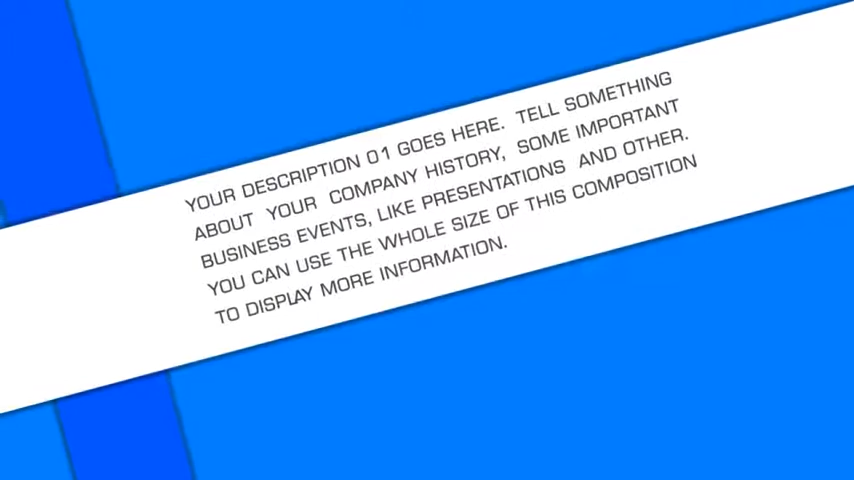 YOUR DESCRIPTION 01 GOES HERE. TELL SOMETHING
ABOUT YOUR COMPANY HISTORY, SOME IMPORTANT
BUSINESS EVENTS, LIKE PRESENTATIONS AND OTHER.
YOU CAN USE THE WHOLE SIZE OF THIS COMPOSITION
TO DISPLAY MORE INFORMATION.